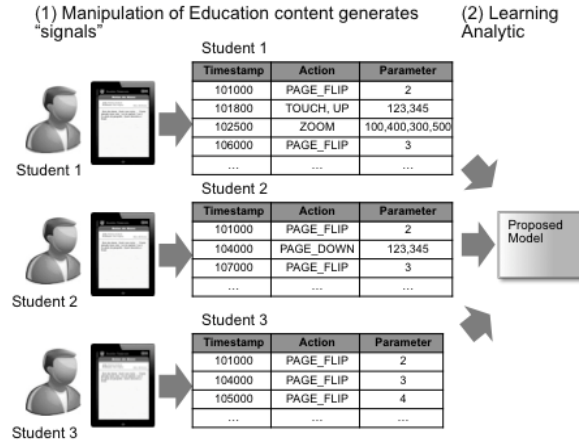 (1) Manipulation of Education content generates
“signals”
(2) Learning
Analytic
Student 1
Timestamp Action Parameter
101000 PAGE_FLIP 2
101800 TOUCH, UP 123,345
102500 ZOOM 100,400,300,500
106000 PAGE_FLIP 3
... ... ...
Student 1
Student 2
Timestamp Action Parameter
101000 PAGE_FLIP 2
104000 PAGE_DOWN 123,345
107000 PAGE_FLIP 3
... ... ...
Student 2
Proposed
Model
Student 3
Timestamp Action Parameter
101000 PAGE_FLIP 2
104000 PAGE_FLIP 3
105000 PAGE_FLIP 4
... ... ...
Student 3